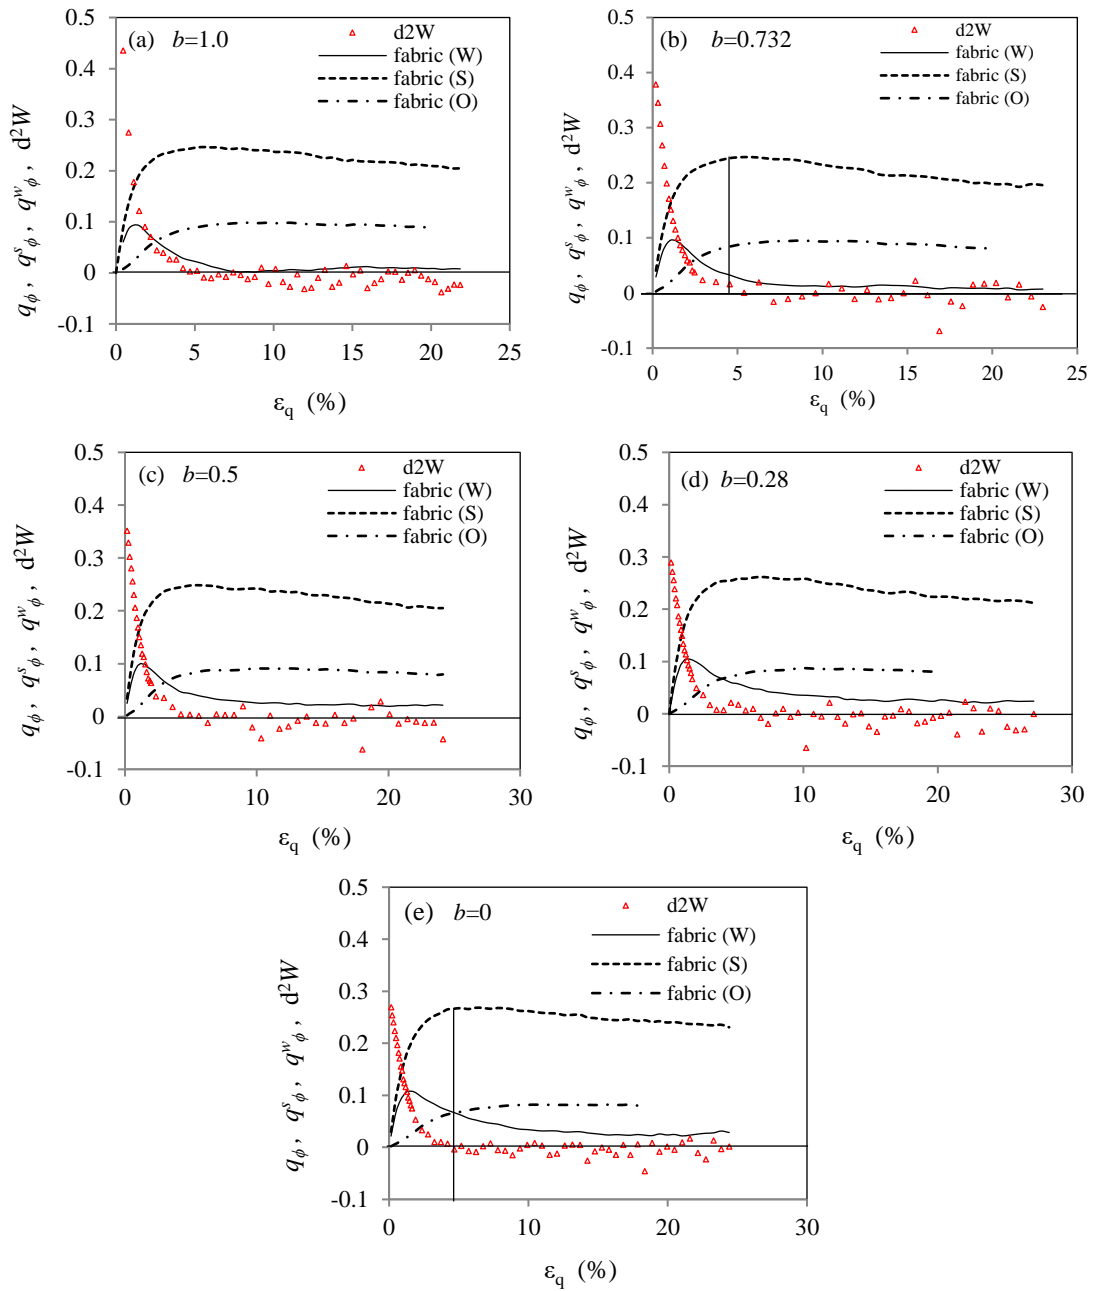 (a) b=1.0
d2W
fabric (W)
fabric (S)
fabric (O)
0.5
0.4
0.3
0.2
0.1
0
-0.1
0 5 10 15 20 25
qϕ, qˢϕ, qʷϕ, d²W
εq (%)
(b) b=0.732
d2W
fabric (W)
fabric (S)
fabric (O)
0.5
0.4
0.3
0.2
0.1
0
-0.1
0 5 10 15 20 25
qϕ, qˢϕ, qʷϕ, d²W
εq (%)
(c) b=0.5
d2W
fabric (W)
fabric (S)
fabric (O)
0.5
0.4
0.3
0.2
0.1
0
-0.1
0 10 20 30
qϕ, qˢϕ, qʷϕ, d²W
εq (%)
(d) b=0.28
d2W
fabric (W)
fabric (S)
fabric (O)
0.5
0.4
0.3
0.2
0.1
0
-0.1
0 10 20 30
qϕ, qˢϕ, qʷϕ, d²W
εq (%)
(e) b=0
d2W
fabric (W)
fabric (S)
fabric (O)
0.5
0.4
0.3
0.2
0.1
0
-0.1
0 10 20 30
qϕ, qˢϕ, qʷϕ, d²W
εq (%)